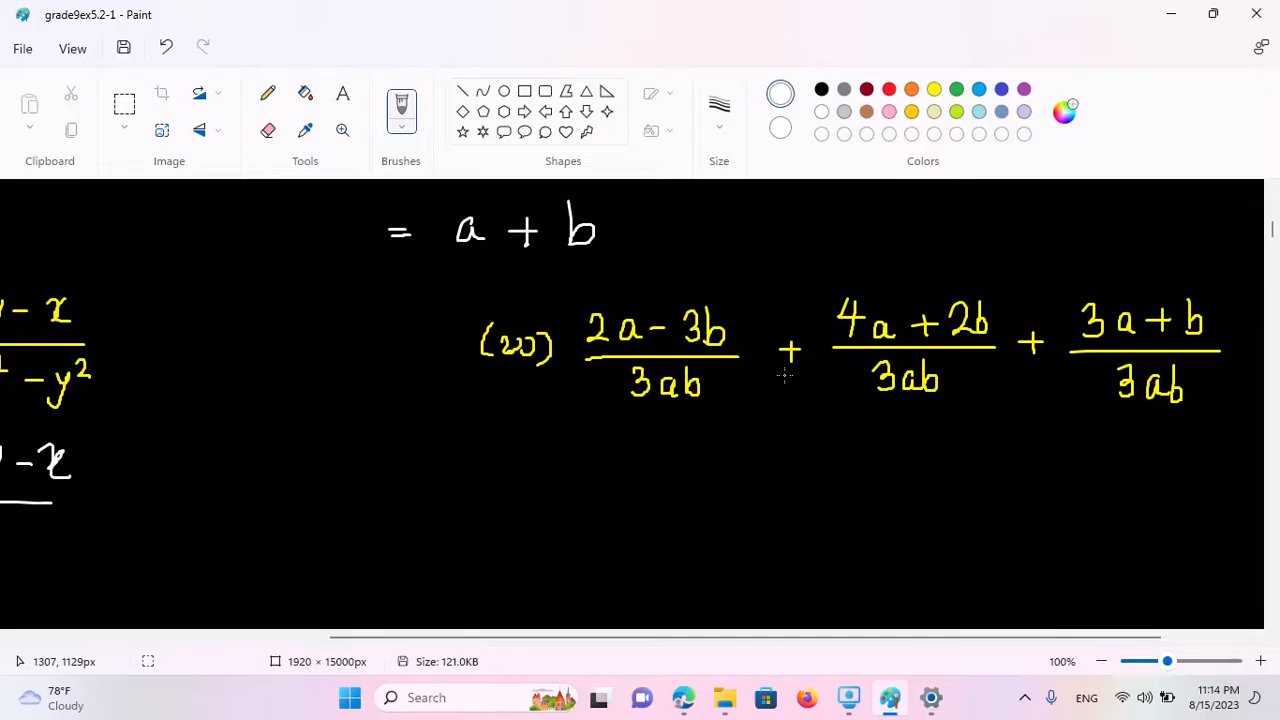 grade9ex5.2-1 - Paint
File View
Clipboard Image Tools Brushes Shapes Size Colors
= a + b
- x
- y²
2a - 3b / 3ab + 4a + 2b / 3ab + 3a + b / 3ab
- x
1307, 1129px 1920 × 15000px Size: 121.0KB 100%
78°F
Cloudy
Search
ENG
11:14 PM
8/15/2023